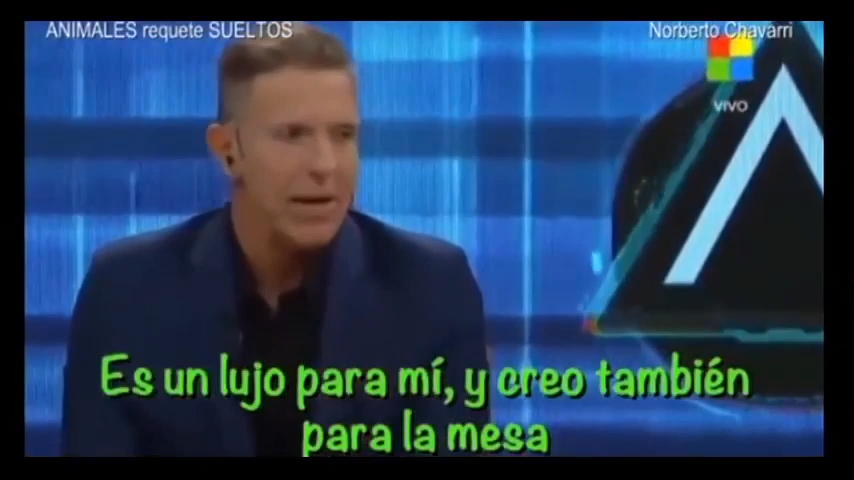 ANIMALES requete SUELTOS
Norberto Chavarri
VIVO
Es un lujo para mí, y creo también
para la mesa